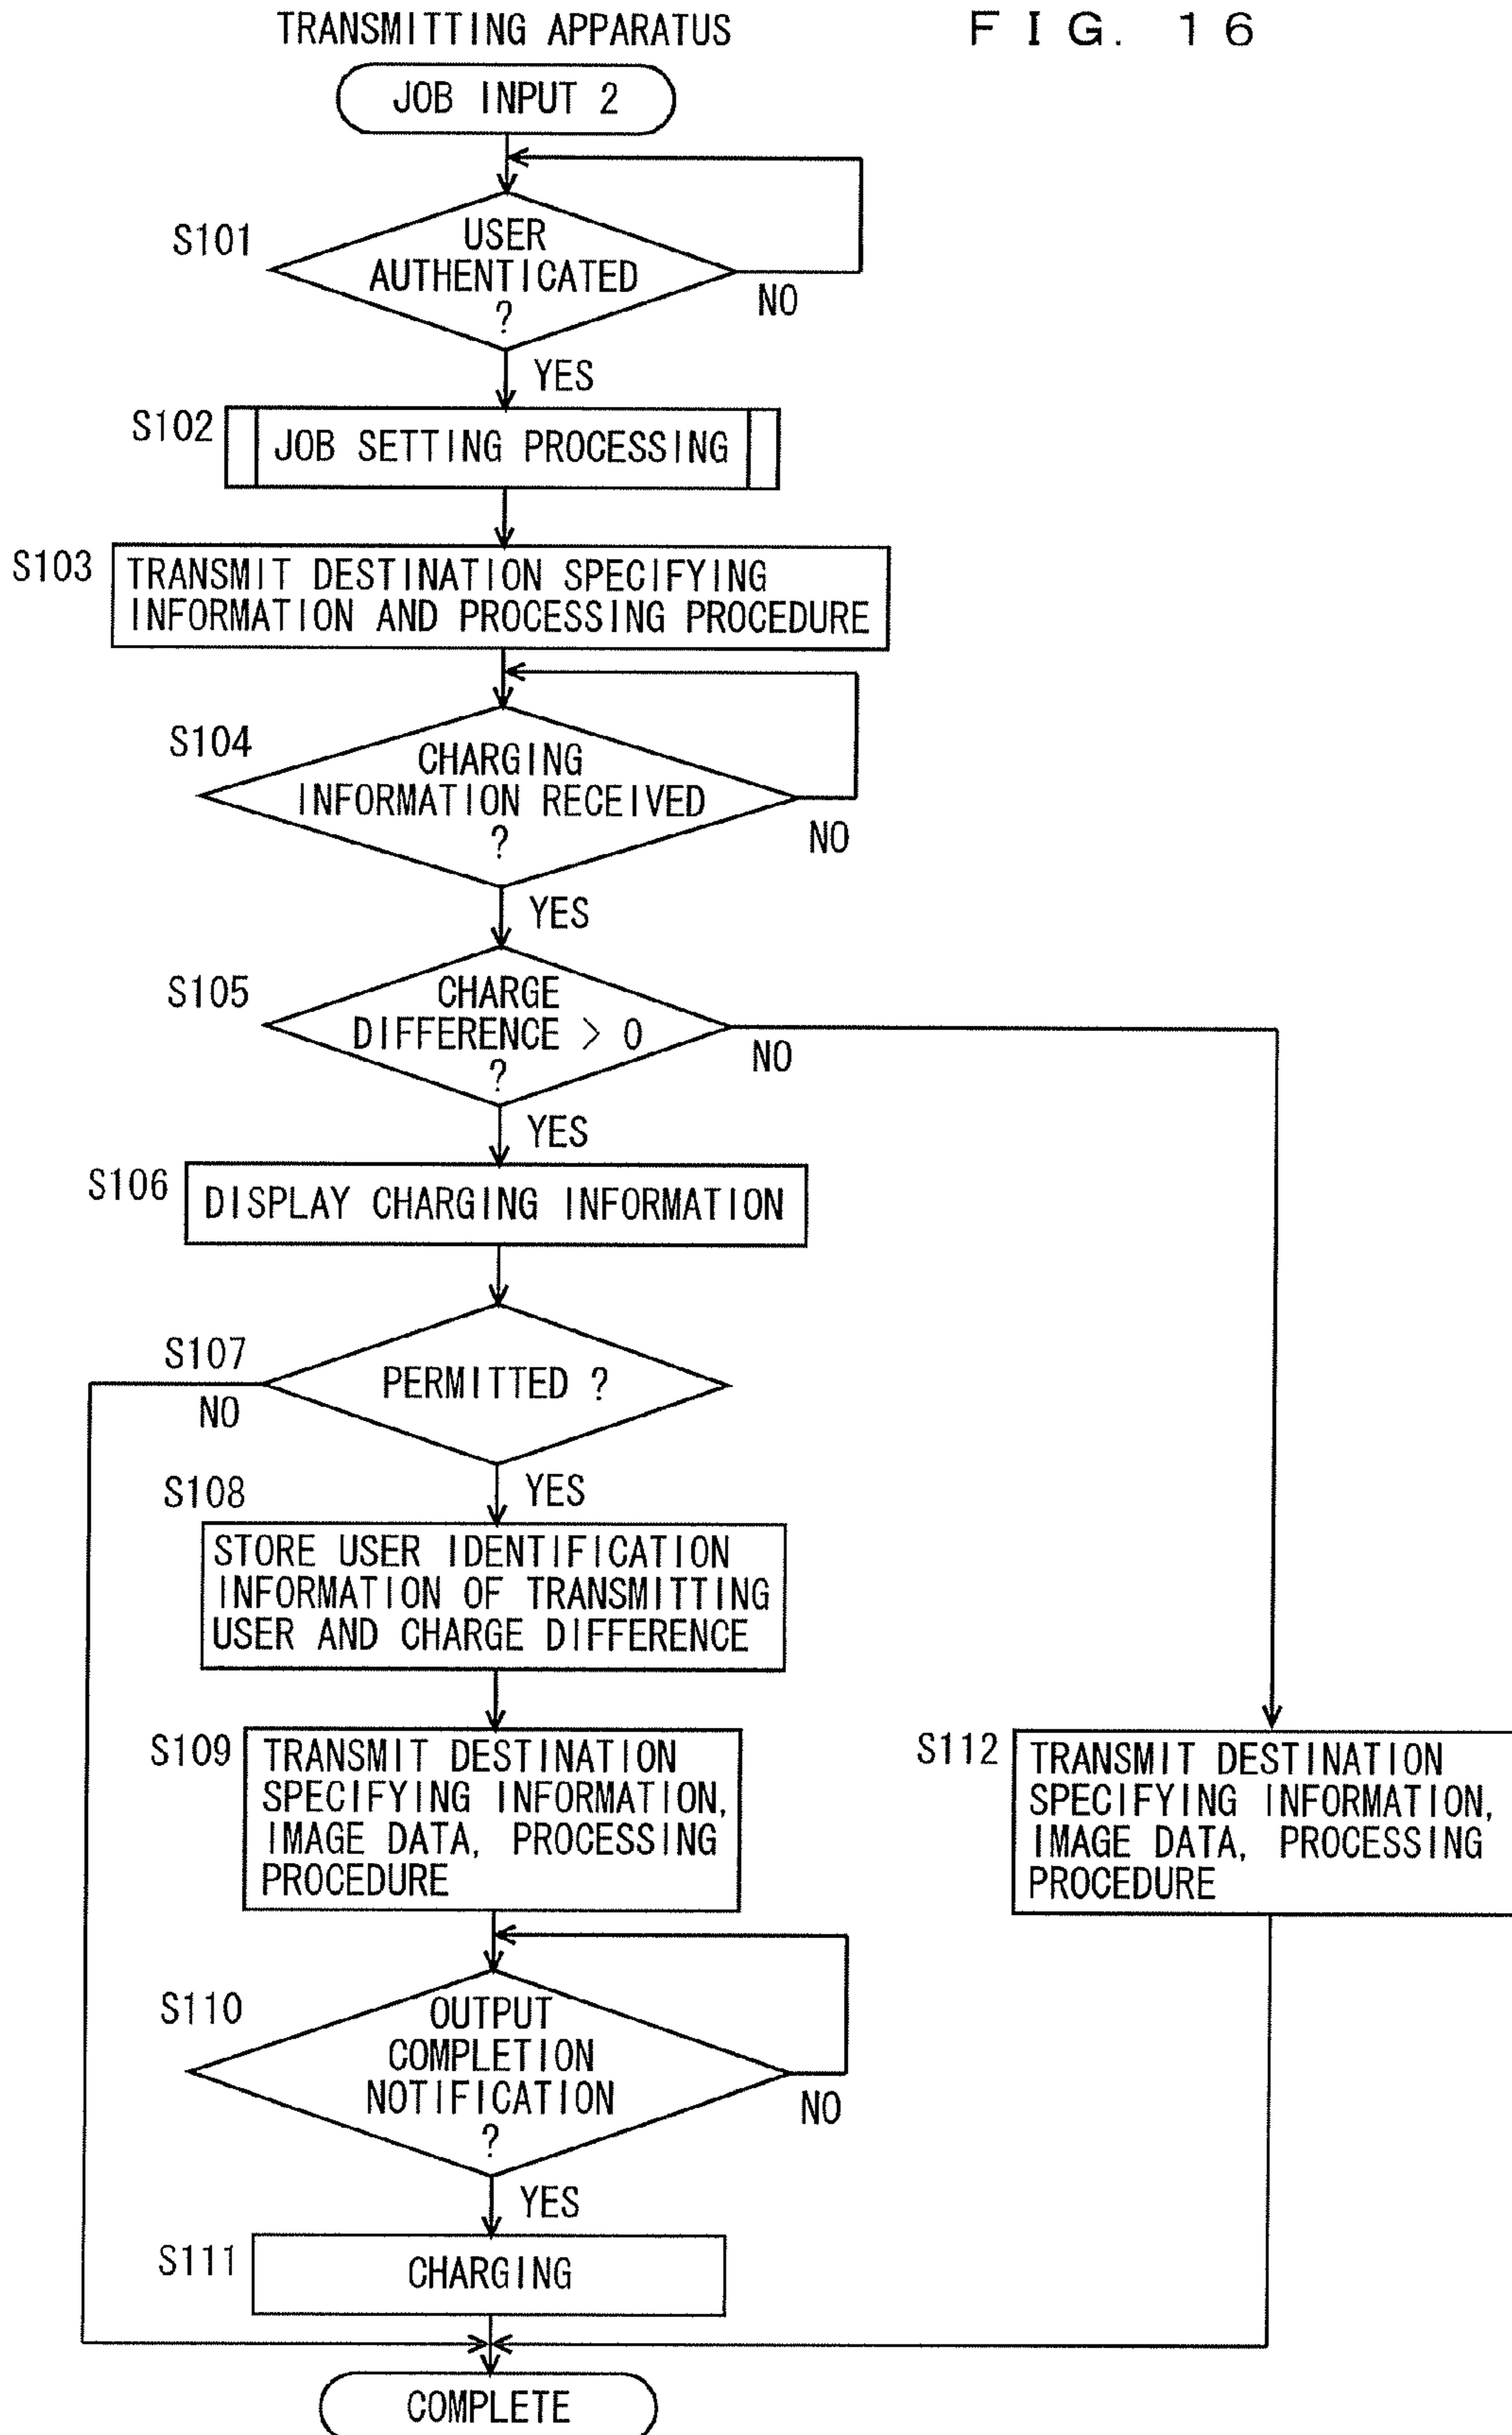 TRANSMITTING APPARATUS
FIG. 16
JOB INPUT 2
S101
USER
AUTHENTICATED
?
NO
YES
S102
JOB SETTING PROCESSING
S103
TRANSMIT DESTINATION SPECIFYING
INFORMATION AND PROCESSING PROCEDURE
S104
CHARGING
INFORMATION RECEIVED
?
NO
YES
S105
CHARGE
DIFFERENCE > 0
?
NO
YES
S106
DISPLAY CHARGING INFORMATION
S107
PERMITTED ?
NO
YES
S108
STORE USER IDENTIFICATION
INFORMATION OF TRANSMITTING
USER AND CHARGE DIFFERENCE
S109
TRANSMIT DESTINATION
SPECIFYING INFORMATION,
IMAGE DATA, PROCESSING
PROCEDURE
S112
TRANSMIT DESTINATION
SPECIFYING INFORMATION,
IMAGE DATA, PROCESSING
PROCEDURE
S110
OUTPUT
COMPLETION
NOTIFICATION
?
NO
YES
S111
CHARGING
COMPLETE